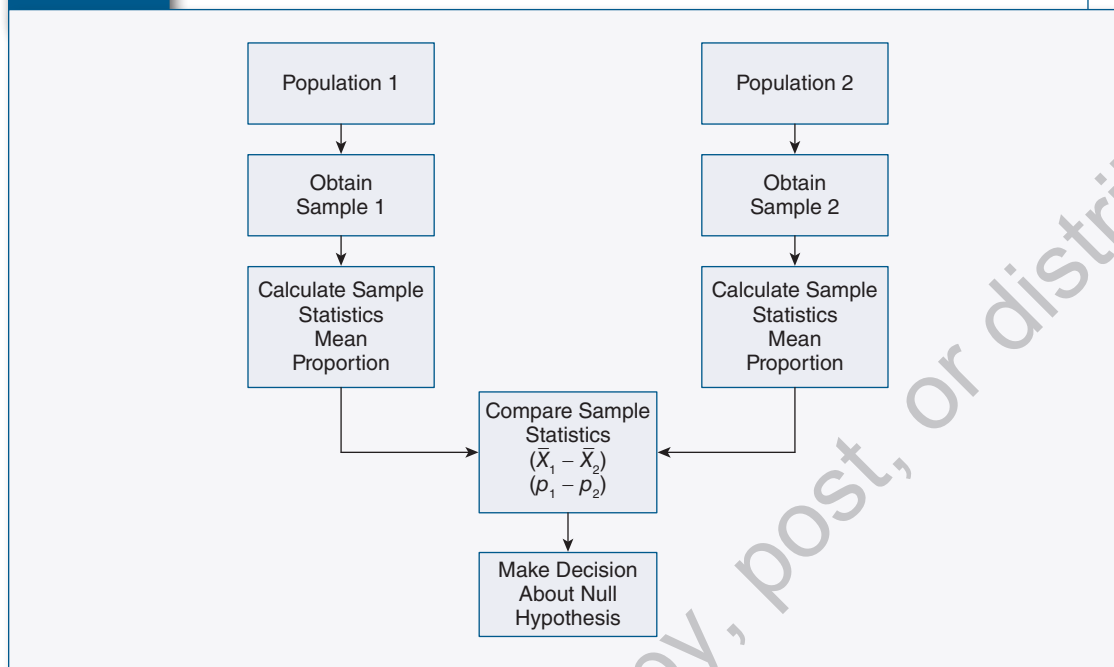 Population 1
Population 2
Obtain
Sample 1
Obtain
Sample 2
Calculate Sample
Statistics
Mean
Proportion
Calculate Sample
Statistics
Mean
Proportion
Compare Sample
Statistics
(X̅₁ – X̅₂)
(p₁ – p₂)
Make Decision
About Null
Hypothesis
post, or